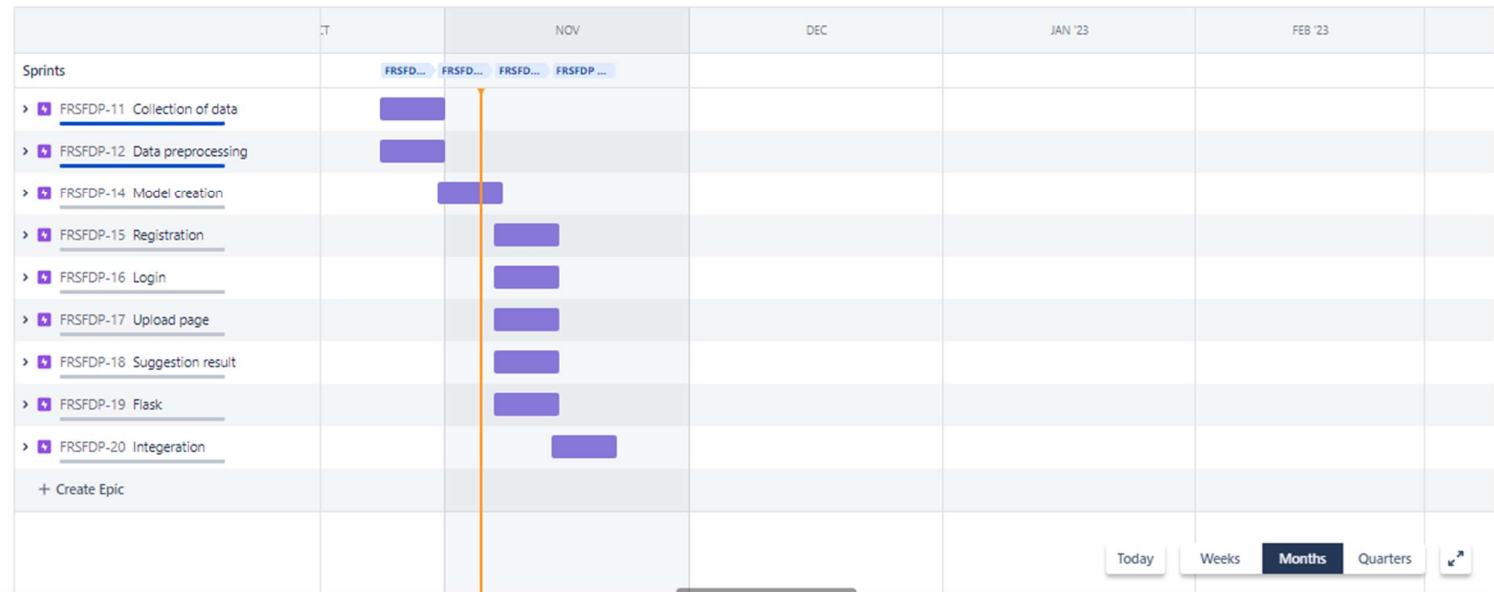 CT NOV DEC JAN '23 FEB '23
Sprints FRSFD... FRSFD... FRSFD... FRSFDP ...
FRSFDP-11 Collection of data
FRSFDP-12 Data preprocessing
FRSFDP-14 Model creation
FRSFDP-15 Registration
FRSFDP-16 Login
FRSFDP-17 Upload page
FRSFDP-18 Suggestion result
FRSFDP-19 Flask
FRSFDP-20 Integeration
+ Create Epic
Today Weeks Months Quarters